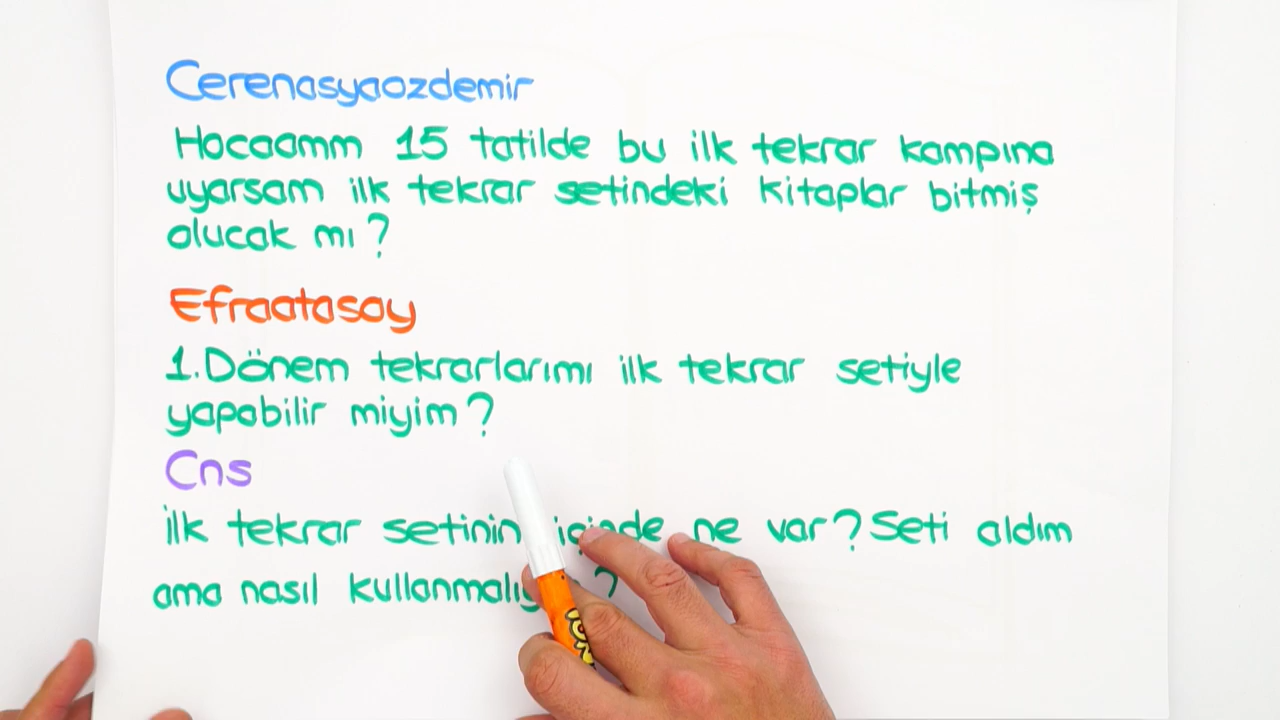 Cerenasyaozdemir
Hocaamm 15 tatilde bu ilk tekrar kampına
uyarsam ilk tekrar setindeki kitaplar bitmiş
olucak mı?
Efraatasoy
1.Dönem tekrarlarımı ilk tekrar setiyle
yapabilir miyim?
Cns
İlk tekrar setinin içinde ne var? Seti aldım
ama nasıl ?